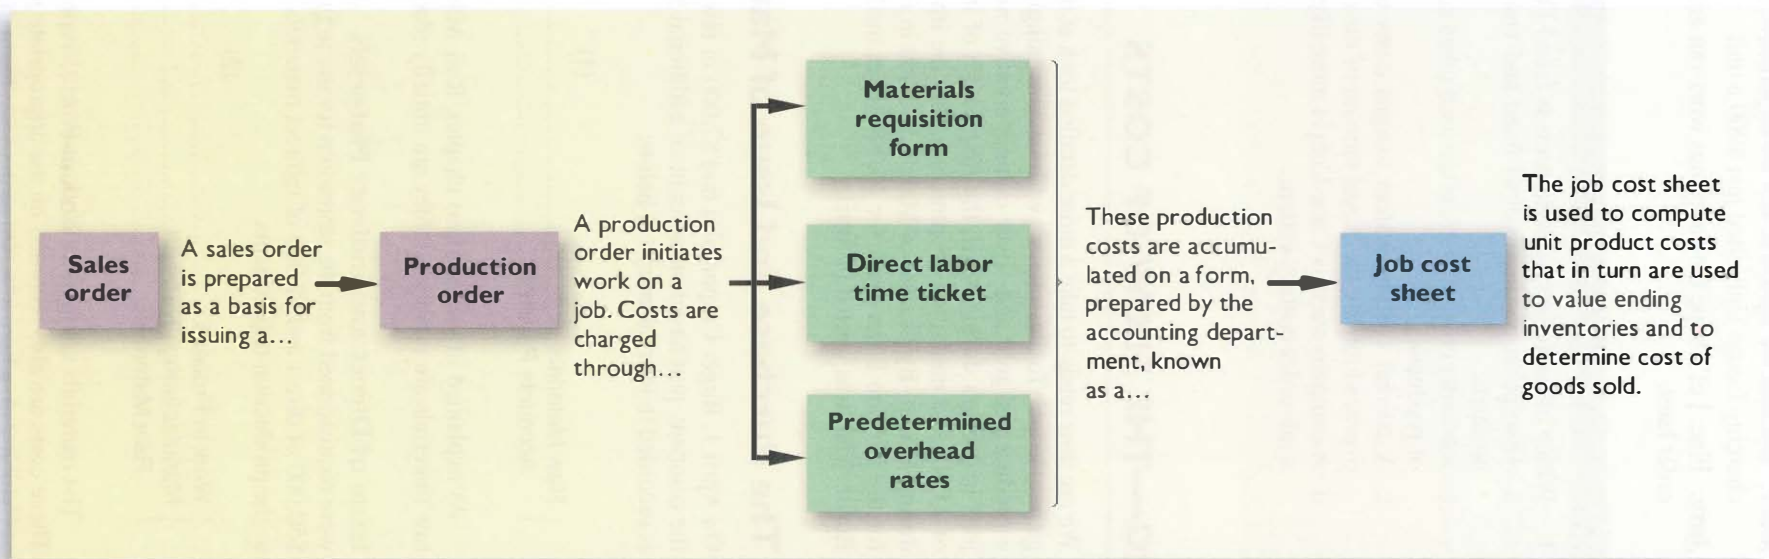 Sales
order
A sales order
is prepared
as a basis for
issuing a…
Production
order
A production
order initiates
work on a
job. Costs are
charged
through…
Materials
requisition
form
Direct labor
time ticket
Predetermined
overhead
rates
These production
costs are accumu-
lated on a form,
prepared by the
accounting depart-
ment, known
as a…
Job cost
sheet
The job cost sheet
is used to compute
unit product costs
that in turn are used
to value ending
inventories and to
determine cost of
goods sold.